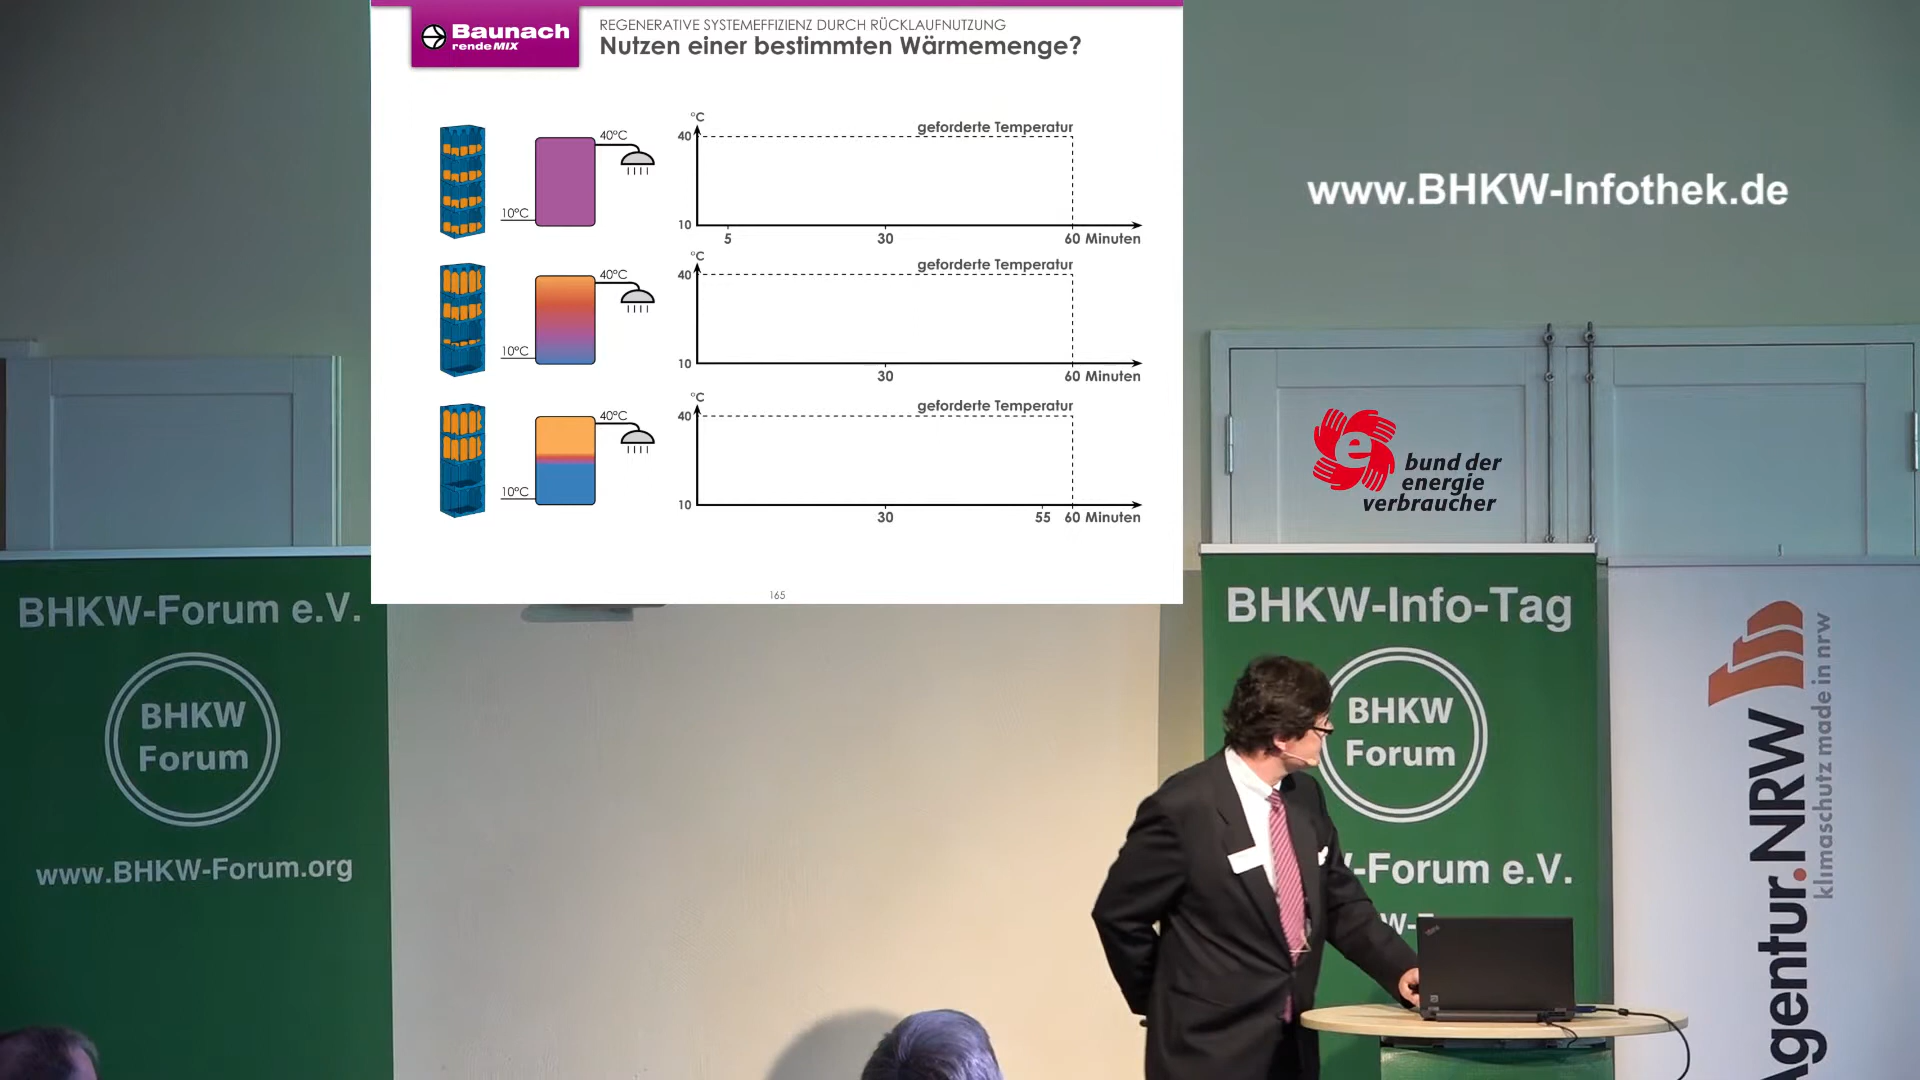 Baunach
rendeMIX
REGENERATIVE SYSTEMEFFIZIENZ DURCH RÜCKLAUFNUTZUNG
Nutzen einer bestimmten Wärmemenge?
°C
40
geforderte Temperatur
40°C
10°C
10
5
30
60 Minuten
°C
40
geforderte Temperatur
40°C
10°C
10
30
60 Minuten
°C
40
geforderte Temperatur
40°C
10°C
10
30
55
60 Minuten
165
www.BHKW-Infothek.de
e
bund der
energie
verbraucher
BHKW-Forum e.V.
BHKW
Forum
www.BHKW-Forum.org
BHKW-Info-Tag
BHKW
Forum
-Forum e.V.
Agentur.NRW
klimaschutz made in nrw